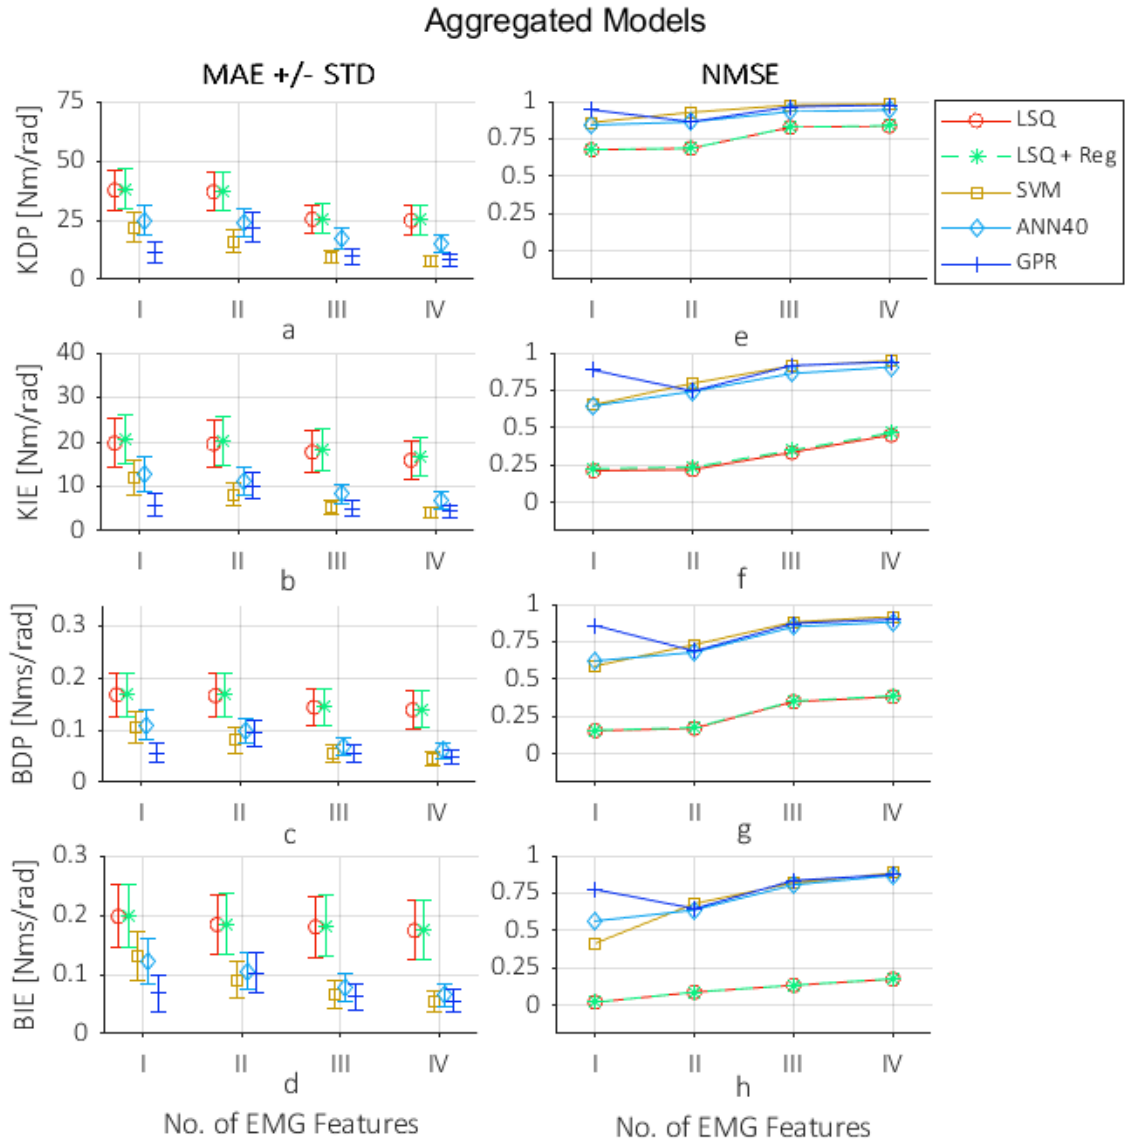 Aggregated Models
MAE +/- STD
NMSE
KDP [Nm/rad]
75
50
25
0
I II III IV
a
1
0.75
0.5
0.25
0
I II III IV
e
LSQ
LSQ + Reg
SVM
ANN40
GPR
KIE [Nm/rad]
40
30
20
10
0
I II III IV
b
1
0.75
0.5
0.25
0
I II III IV
f
BDP [Nms/rad]
0.3
0.2
0.1
0
I II III IV
c
1
0.75
0.5
0.25
0
I II III IV
g
BIE [Nms/rad]
0.3
0.2
0.1
0
I II III IV
d
No. of EMG Features
1
0.75
0.5
0.25
0
I II III IV
h
No. of EMG Features